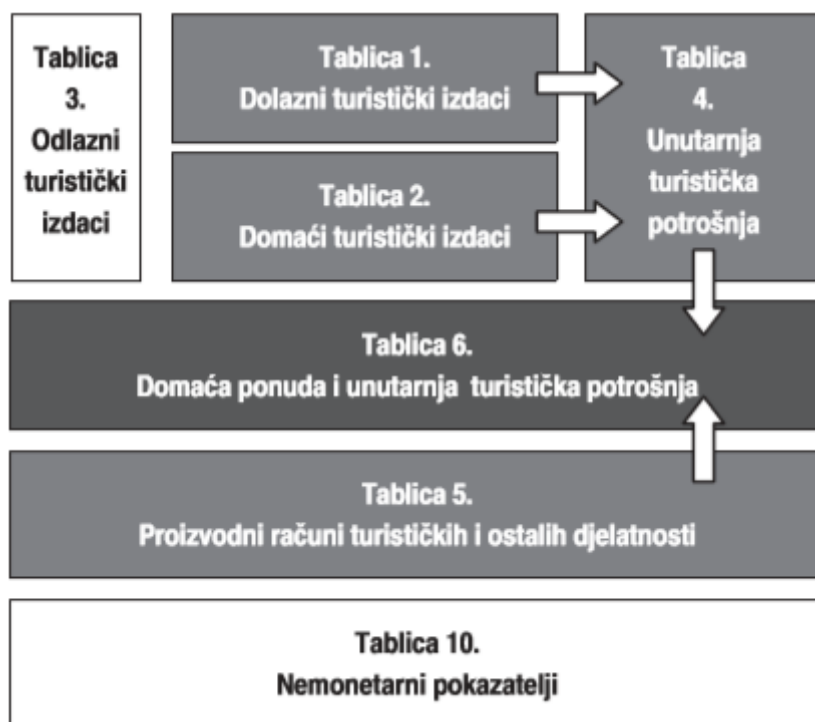 Tablica
3.
Odlazni
turistički
izdaci
Tablica 1.
Dolazni turistički izdaci
Tablica 2.
Domaći turistički izdaci
Tablica
4.
Unutarnja
turistička
potrošnja
Tablica 6.
Domaća ponuda i unutarnja turistička potrošnja
Tablica 5.
Proizvodni računi turističkih i ostalih djelatnosti
Tablica 10.
Nemonetarni pokazatelji